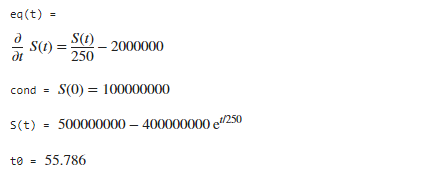 eq(t) =
∂/∂t S(t) = S(t)/250 − 2000000
cond = S(0) = 100000000
S(t) = 500000000 − 400000000 e^(t/250)
t0 = 55.786